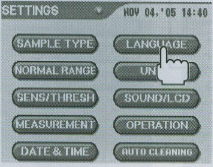 SETTINGS NOV 04.'05 14:40
SAMPLE TYPE LANGUAGE
NORMAL RANGE
SENS/THRESH SOUND/LCD
MEASUREMENT OPERATION
DATE & TIME AUTO CLEANING